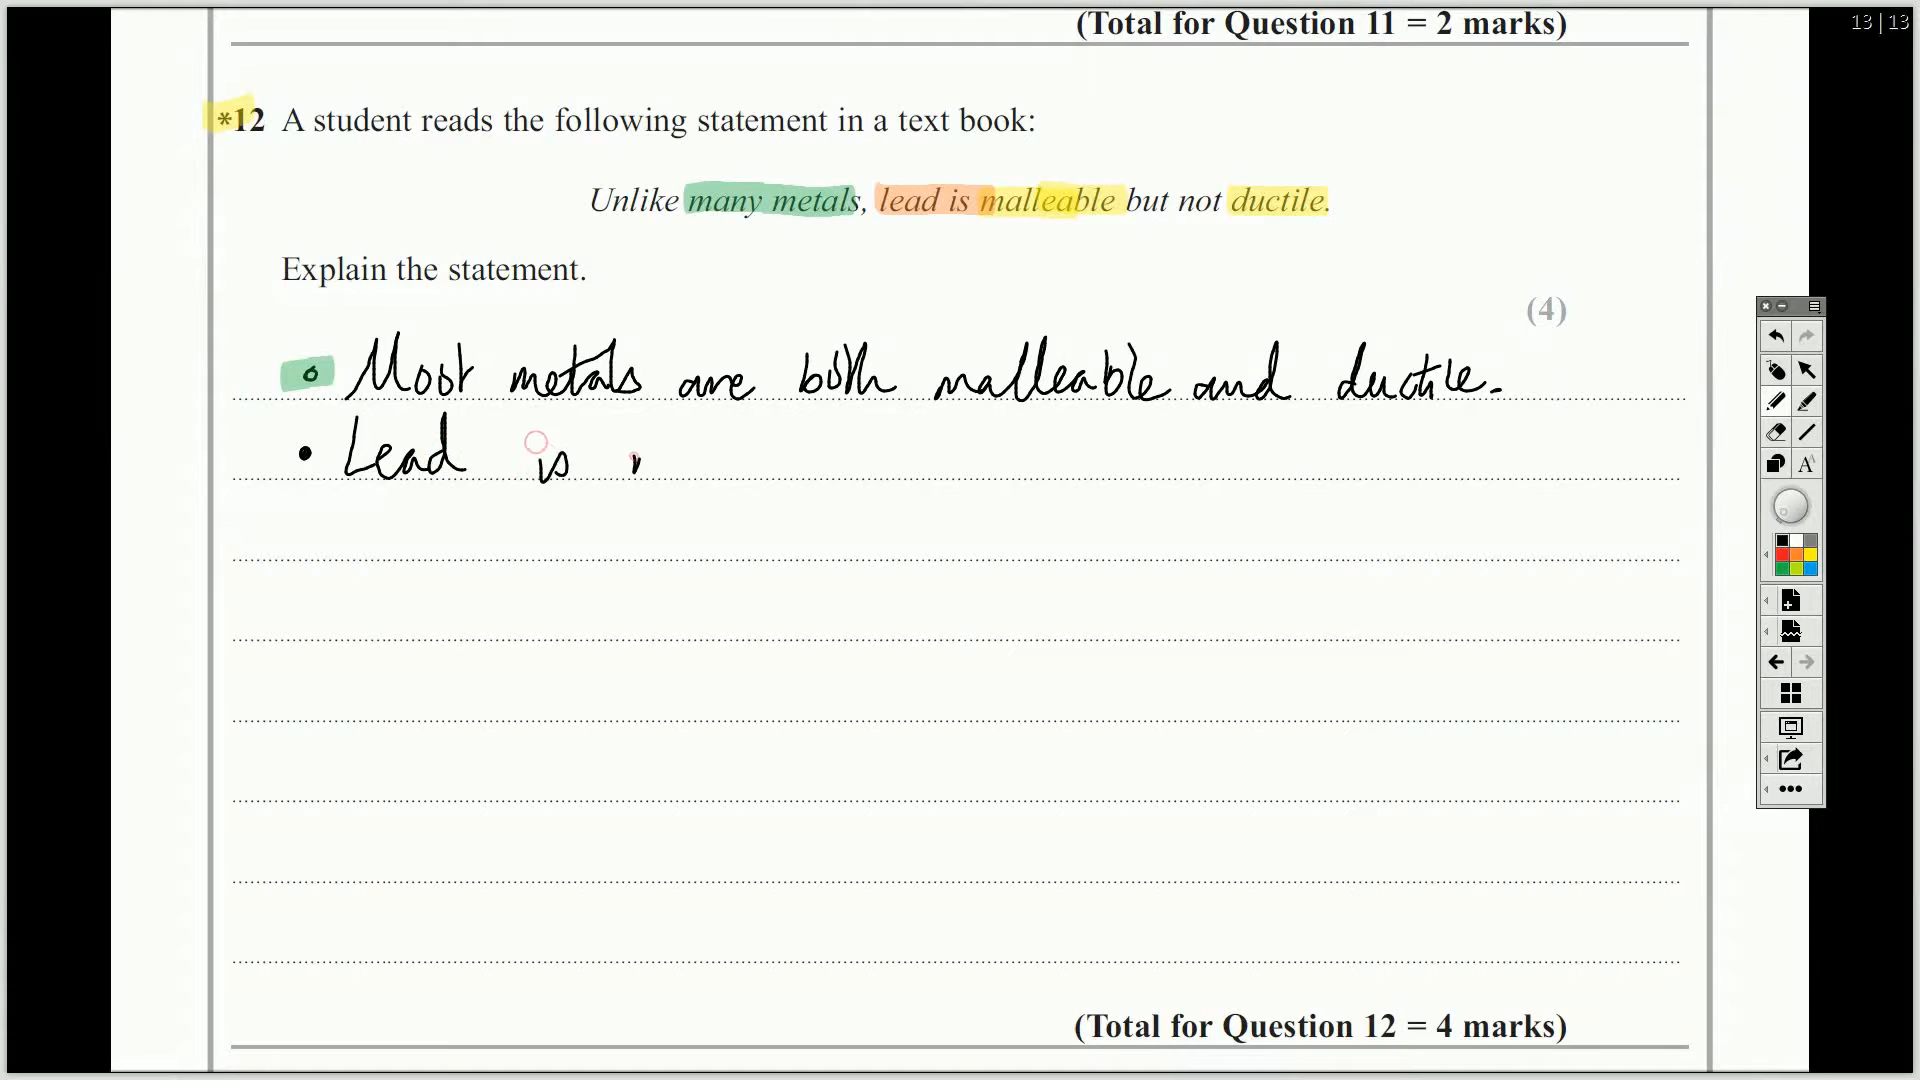 13|13
(Total for Question 11 = 2 marks)
*12 A student reads the following statement in a text book:
Unlike many metals, lead is malleable but not ductile.
Explain the statement.
(4)
• Most metals are both malleable and ductile.
• Lead is
(Total for Question 12 = 4 marks)